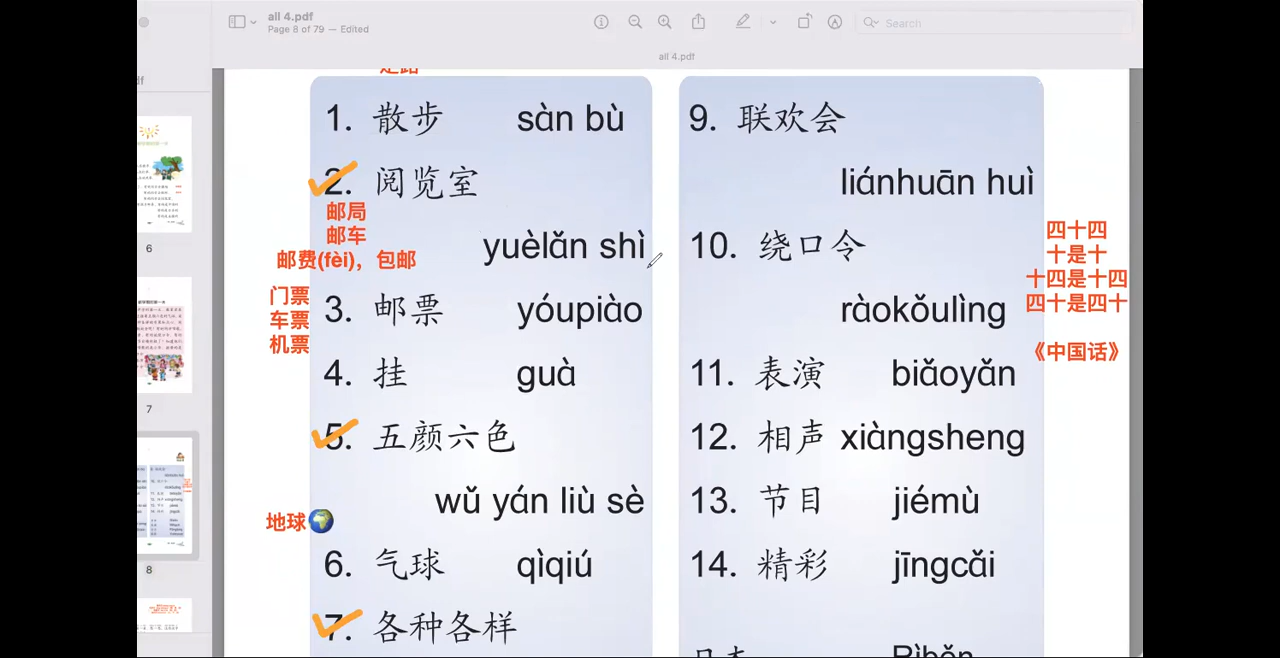 all 4.pdf
Page 8 of 79 — Edited
Search
all 4.pdf
1. 散步 sàn bù
2. 阅览室
邮局
邮车
yuèlǎn shì
邮费(fèi)，包邮
门票
车票
机票
3. 邮票 yóupiào
4. 挂 guà
5. 五颜六色
wǔ yán liù sè
地球
6. 气球 qìqiú
7. 各种各样
9. 联欢会
liánhuān huì
10. 绕口令
ràokǒulìng
四十四
十是十
十四是十四
四十是四十
《中国话》
11. 表演 biǎoyǎn
12. 相声 xiàngsheng
13. 节目 jiémù
14. 精彩 jīngcǎi
6
7
8